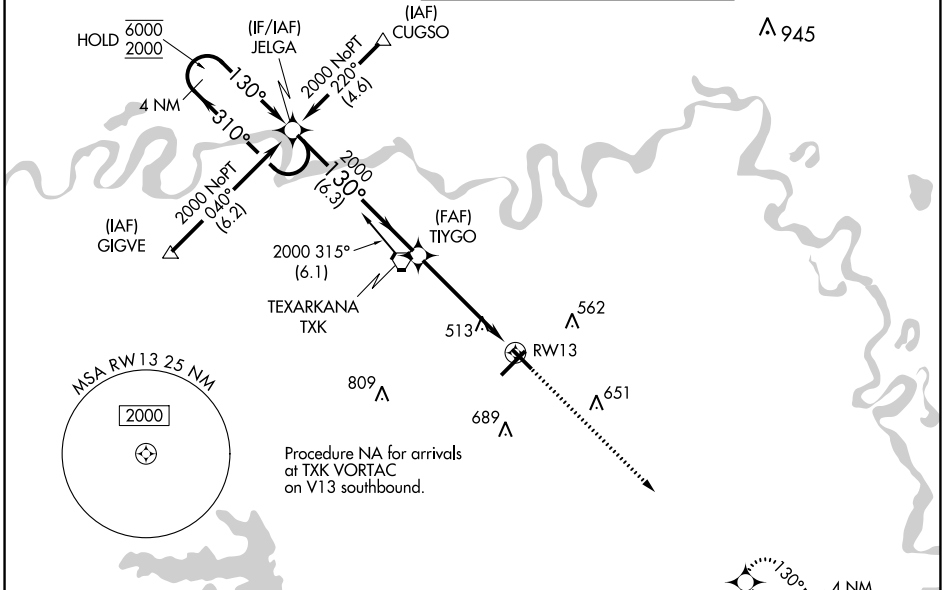 HOLD 6000
2000
(IF/IAF)
JELGA
(IAF)
CUGSO
945
2000 NoPT
220°
(4.6)
130°
4 NM
310°
2000 NoPT
040°
(6.2)
(IAF)
GIGVE
2000
130°
(6.3)
(FAF)
TIYGO
2000 315°
(6.1)
TEXARKANA
TXK
513
562
RW13
809
651
689
MSA RW13 25 NM
2000
Procedure NA for arrivals
at TXK VORTAC
on V13 southbound.
130°
4 NM